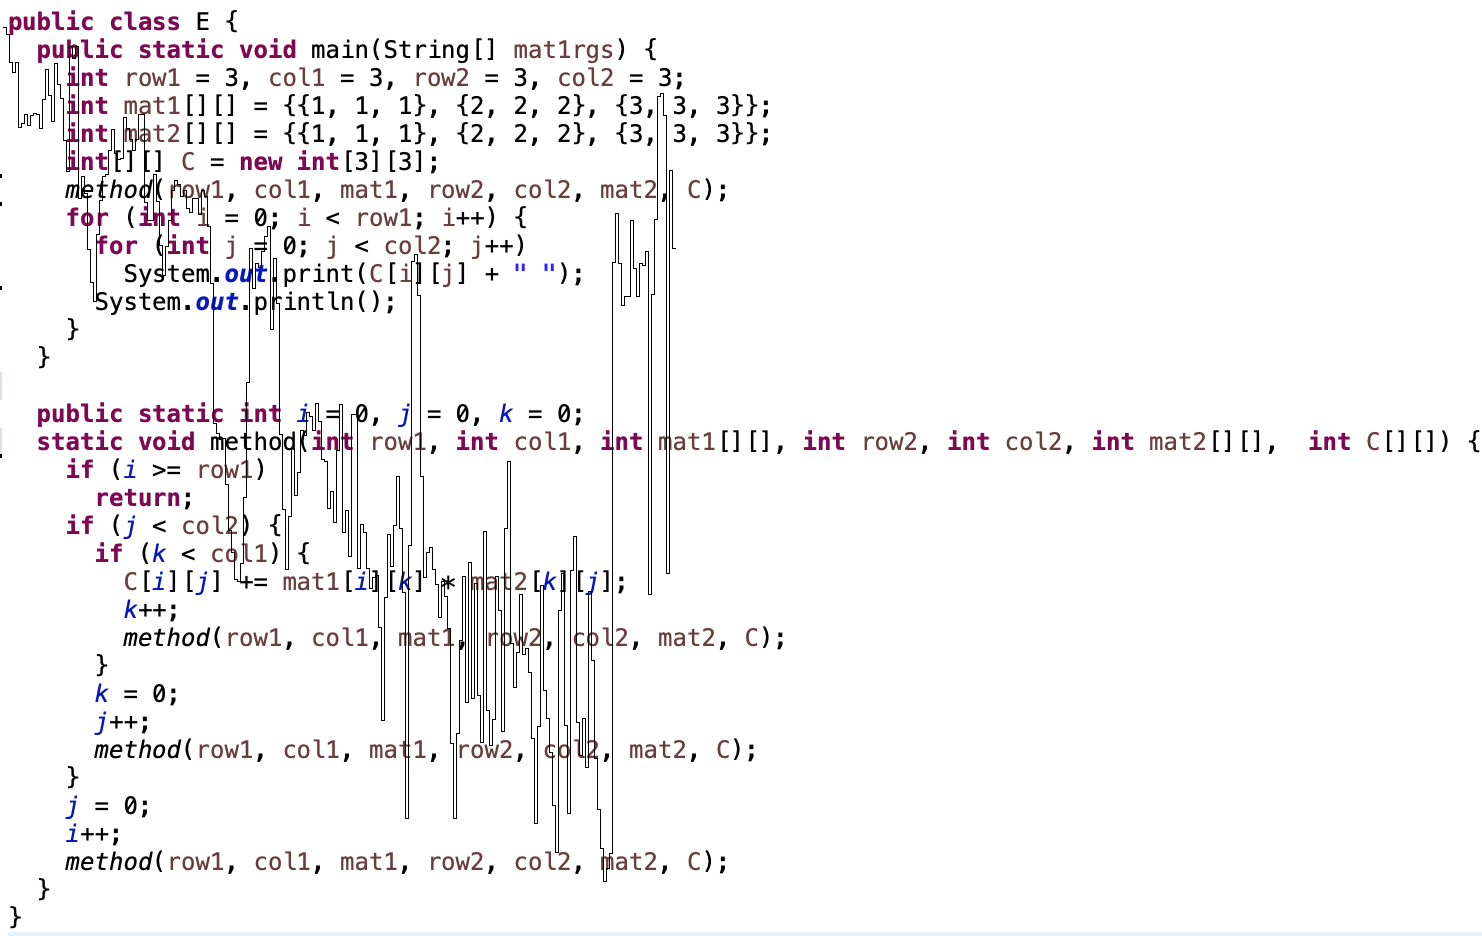 public class E {
  public static void main(String[] mat1rgs) {
    int row1 = 3, col1 = 3, row2 = 3, col2 = 3;
    int mat1[][] = {{1, 1, 1}, {2, 2, 2}, {3, 3, 3}};
    int mat2[][] = {{1, 1, 1}, {2, 2, 2}, {3, 3, 3}};
    int[][] C = new int[3][3];
    method(row1, col1, mat1, row2, col2, mat2, C);
    for (int i = 0; i < row1; i++) {
      for (int j = 0; j < col2; j++)
        System.out.print(C[i][j] + " ");
      System.out.println();
    }
  }

  public static int i = 0, j = 0, k = 0;
  static void method(int row1, int col1, int mat1[][], int row2, int col2, int mat2[][],  int C[][]) {
    if (i >= row1)
      return;
    if (j < col2) {
      if (k < col1) {
        C[i][j] += mat1[i][k] * mat2[k][j];
        k++;
        method(row1, col1, mat1, row2, col2, mat2, C);
      }
      k = 0;
      j++;
      method(row1, col1, mat1, row2, col2, mat2, C);
    }
    j = 0;
    i++;
    method(row1, col1, mat1, row2, col2, mat2, C);
  }
}